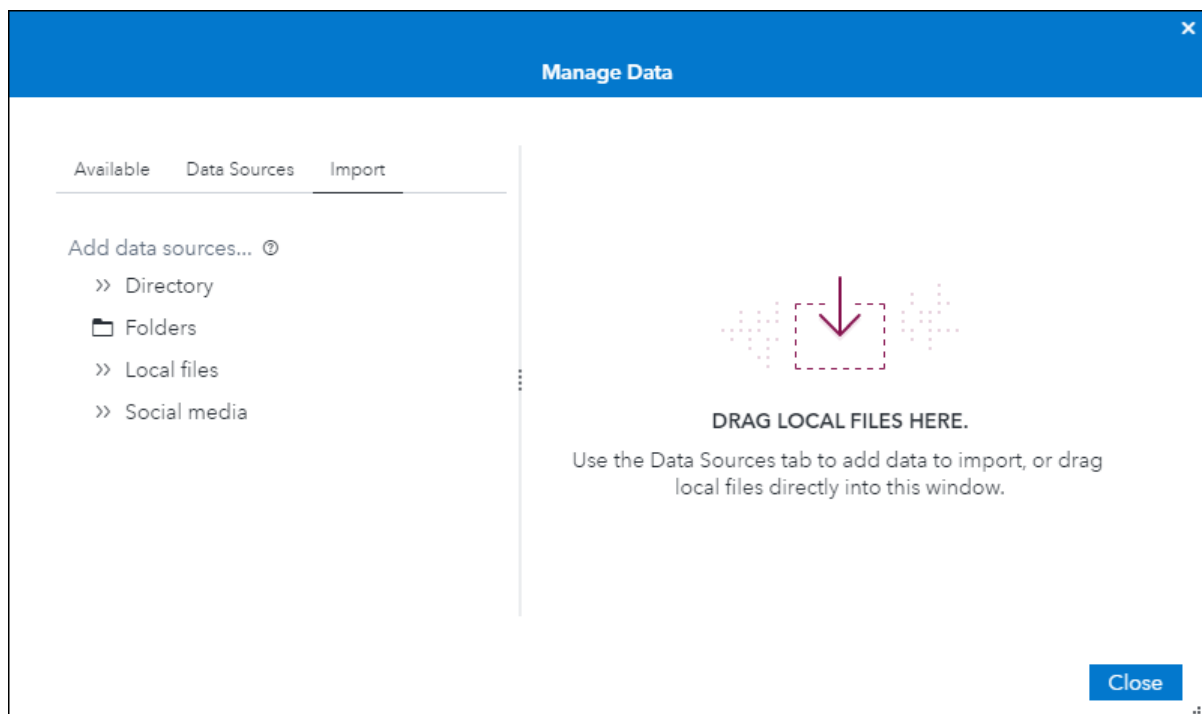 Manage Data
Available Data Sources Import
Add data sources...
Directory
Folders
Local files
Social media
DRAG LOCAL FILES HERE.
Use the Data Sources tab to add data to import, or drag
local files directly into this window.
Close